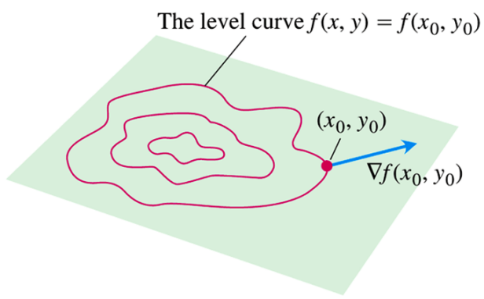 The level curve f(x, y) = f(x₀, y₀)
(x₀, y₀)
∇f(x₀, y₀)